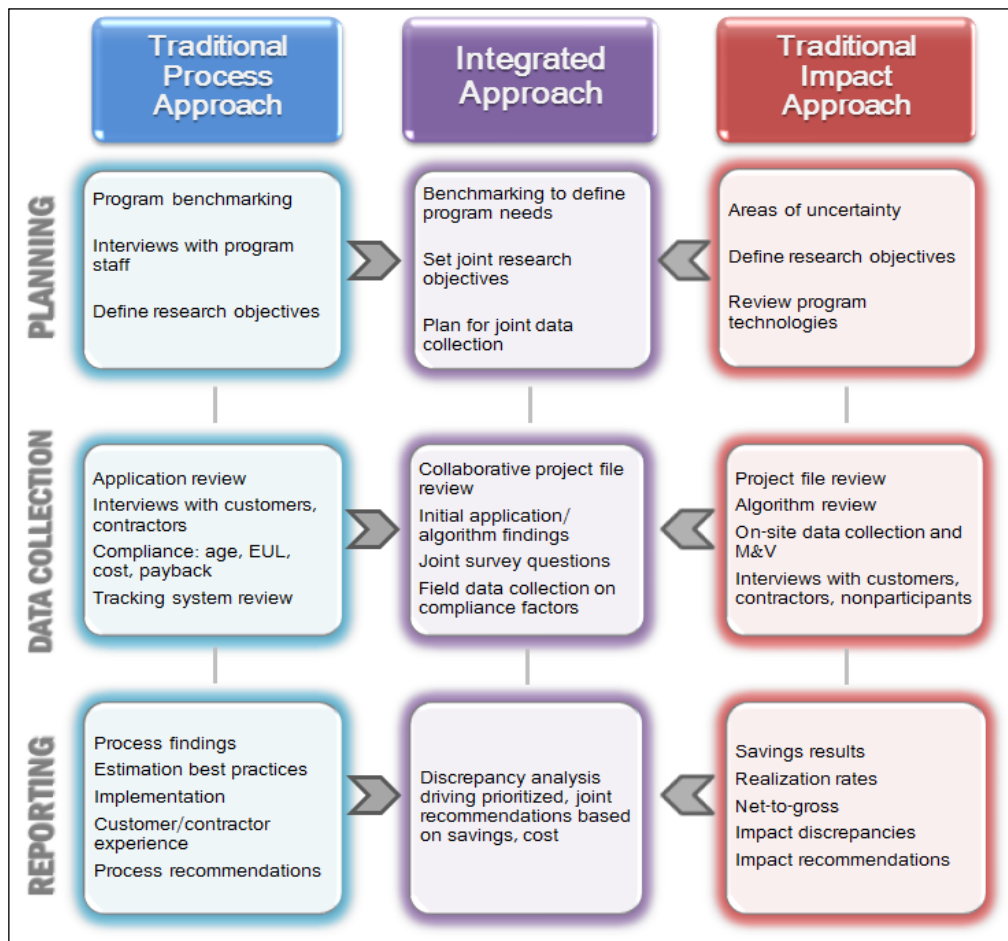 Traditional
Process
Approach
Integrated
Approach
Traditional
Impact
Approach
PLANNING
Program benchmarking
Interviews with program
staff
Define research objectives
Benchmarking to define
program needs
Set joint research
objectives
Plan for joint data
collection
Areas of uncertainty
Define research objectives
Review program
technologies
DATA COLLECTION
Application review
Interviews with customers,
contractors
Compliance: age, EUL,
cost, payback
Tracking system review
Collaborative project file
review
Initial application/
algorithm findings
Joint survey questions
Field data collection on
compliance factors
Project file review
Algorithm review
On-site data collection and
M&V
Interviews with customers,
contractors, nonparticipants
REPORTING
Process findings
Estimation best practices
Implementation
Customer/contractor
experience
Process recommendations
Discrepancy analysis
driving prioritized, joint
recommendations based
on savings, cost
Savings results
Realization rates
Net-to-gross
Impact discrepancies
Impact recommendations